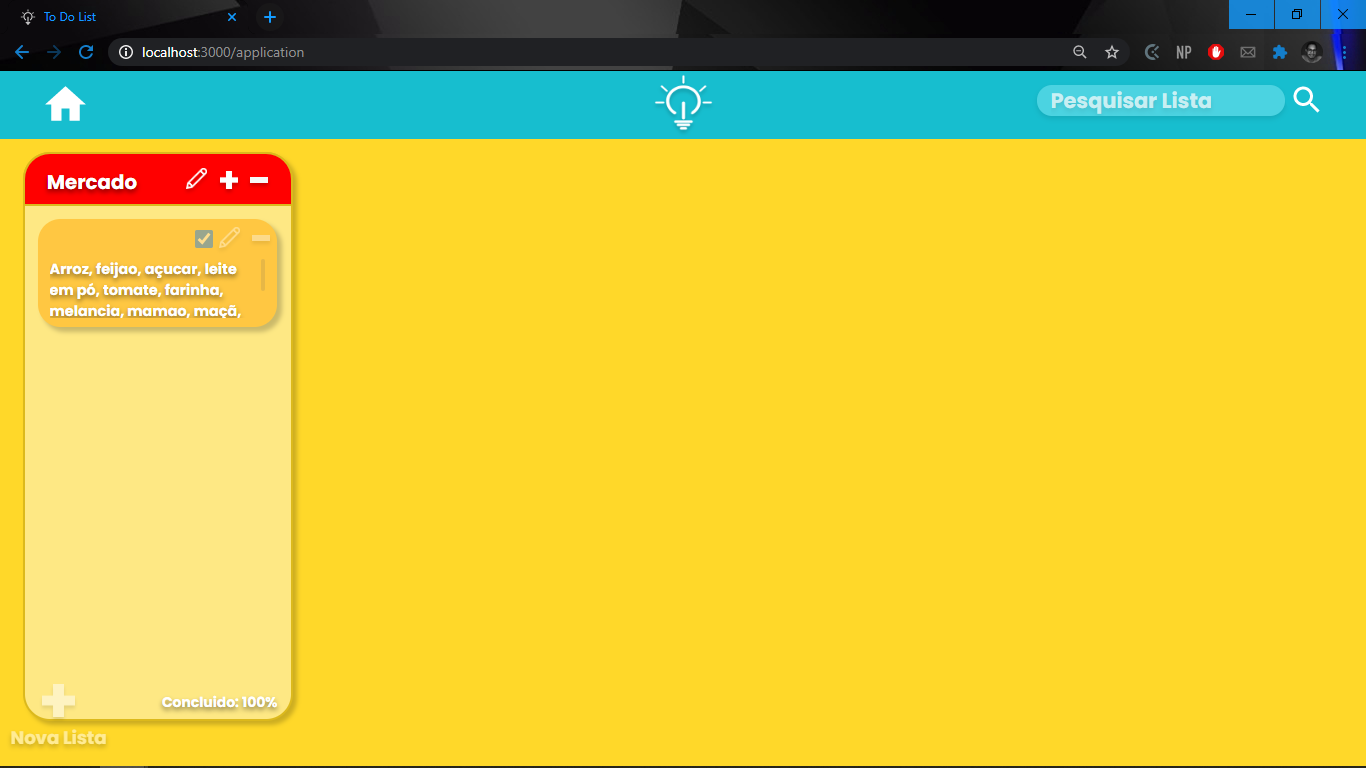 To Do List
localhost:3000/application
NP
Pesquisar Lista
Mercado
Arroz, feijao, açucar, leite
em pó, tomate, farinha,
melancia, mamao, maçã,
Concluido: 100%
Nova Lista